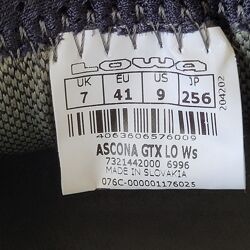 LOWA
UK EU US JP
7 41 9 256
204202
4063606576009
ASCONA GTX LO Ws
7321442000 6996
MADE IN SLOVAKIA
076C-000001176025